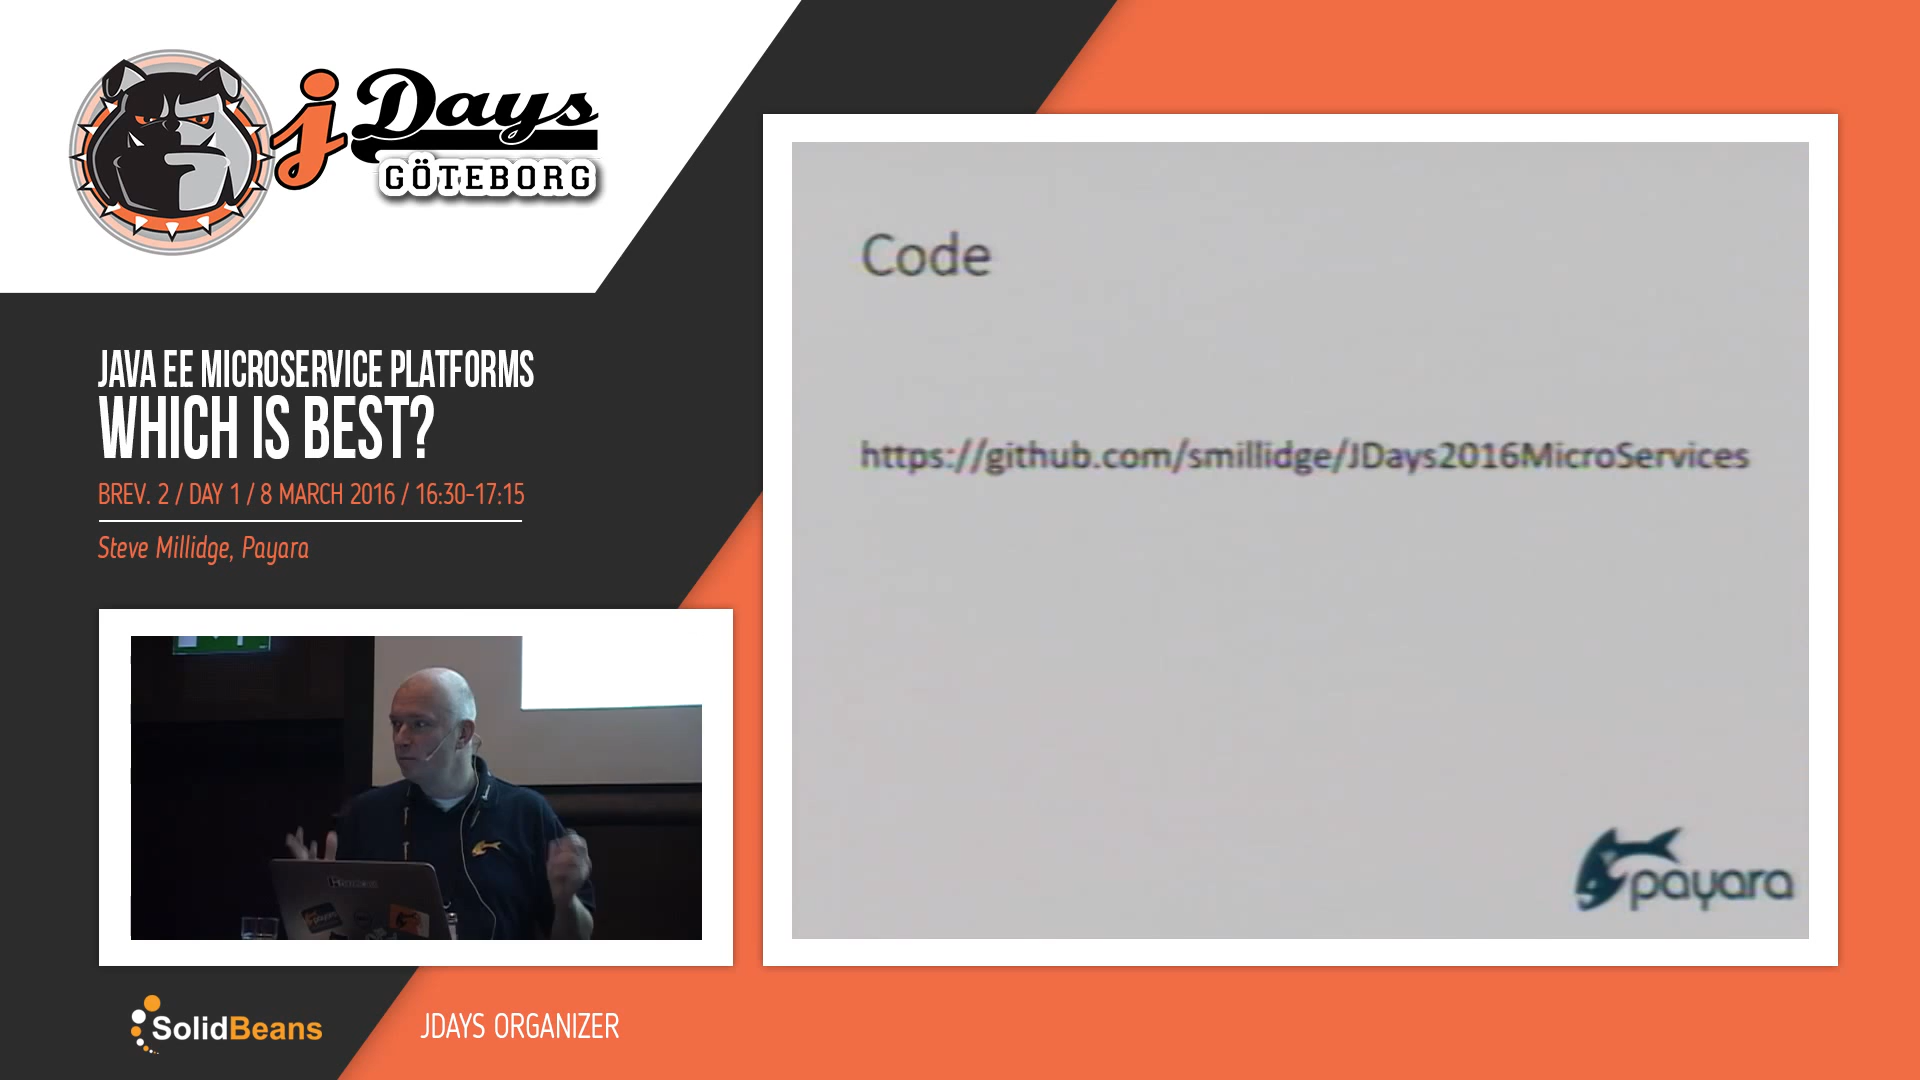 jDays
GÖTEBORG
JAVA EE MICROSERVICE PLATFORMS
WHICH IS BEST?
BREV. 2 / DAY 1 / 8 MARCH 2016 / 16:30-17:15
Steve Millidge, Payara
Code
https://github.com/smillidge/JDays2016MicroServices
payara
SolidBeans
JDAYS ORGANIZER